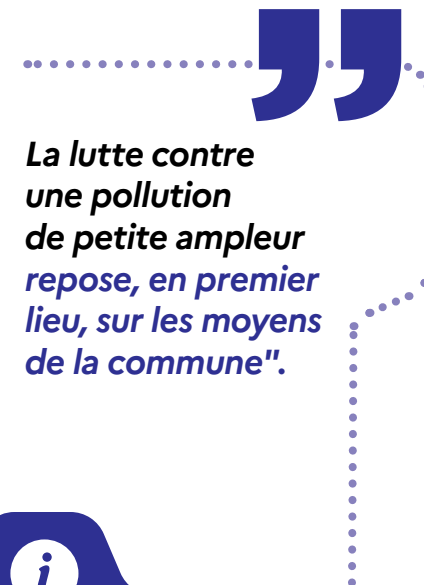 ”
La lutte contre
une pollution
de petite ampleur
repose, en premier
lieu, sur les moyens
de la commune".
i